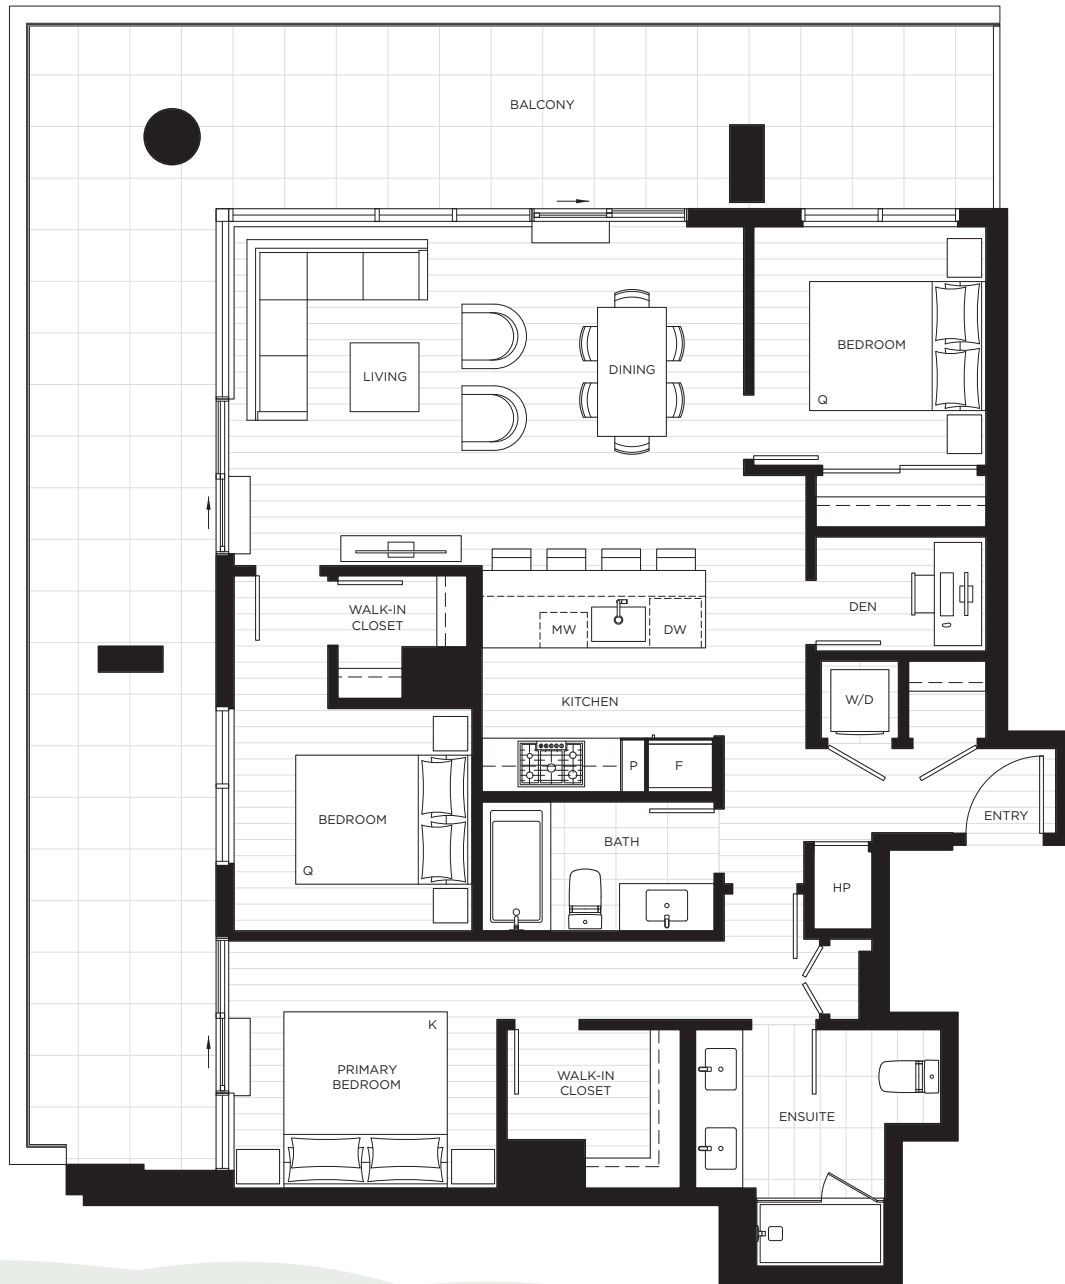 BALCONY
BEDROOM
Q
LIVING
DINING
WALK-IN
CLOSET
MW
DW
DEN
KITCHEN
W/D
P
F
BEDROOM
Q
BATH
ENTRY
HP
K
PRIMARY
BEDROOM
WALK-IN
CLOSET
ENSUITE